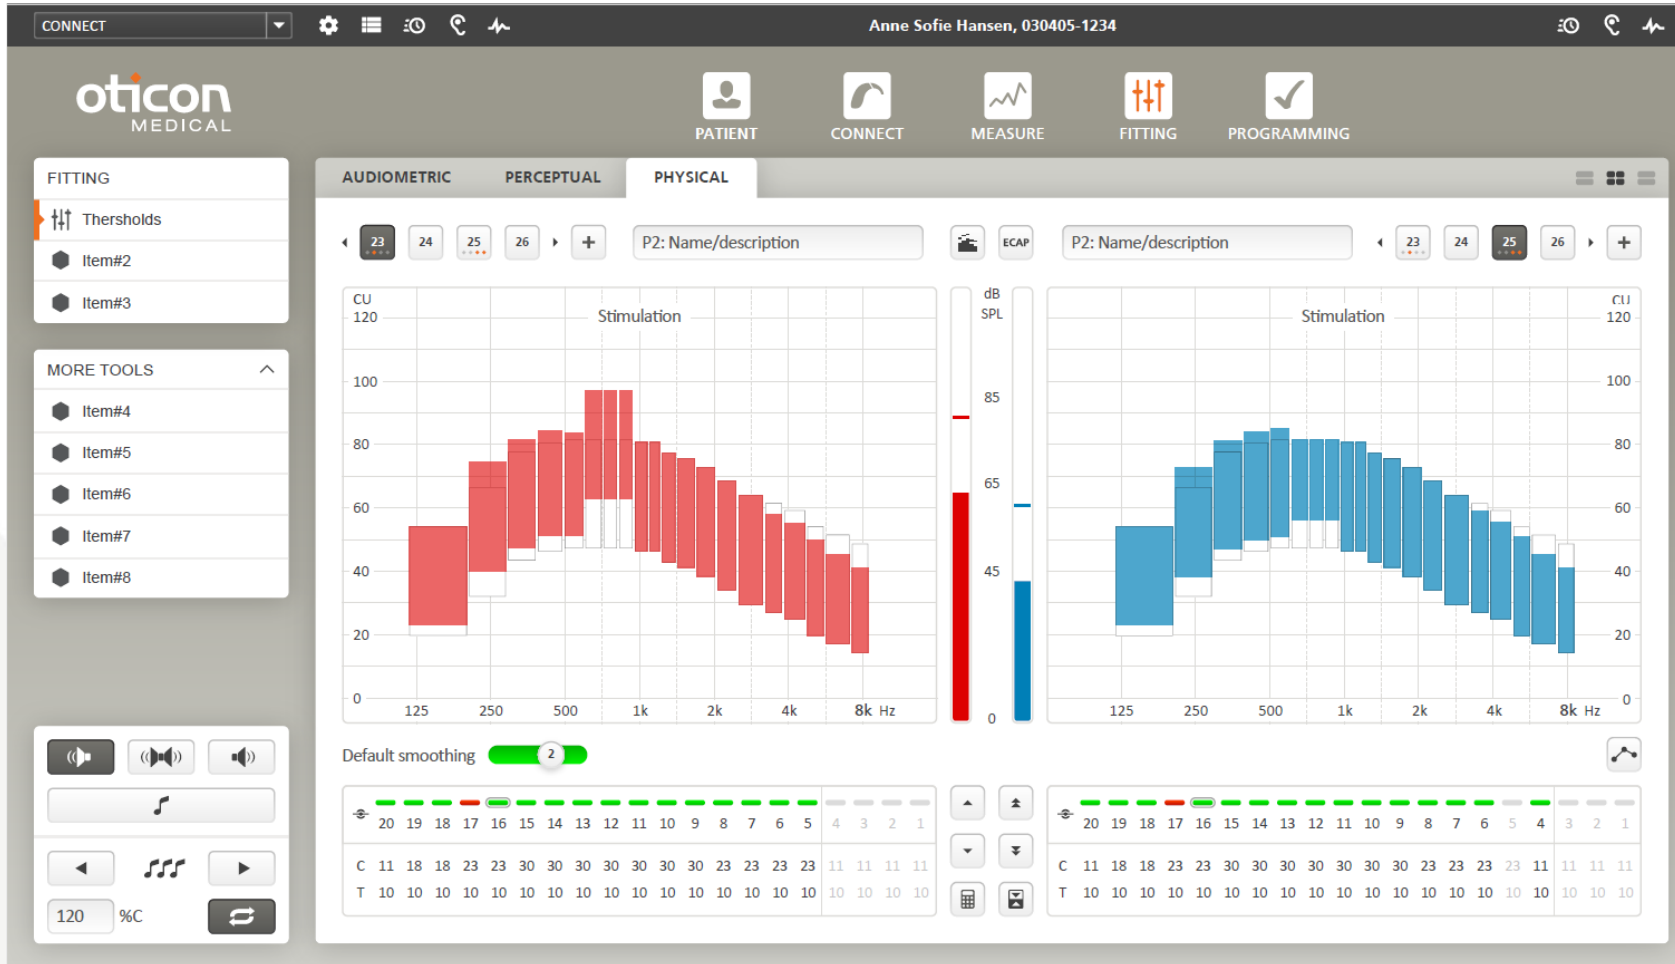 CONNECT
Anne Sofie Hansen, 030405-1234
oticon
MEDICAL
PATIENT CONNECT MEASURE FITTING PROGRAMMING
FITTING
Thersholds
Item#2
Item#3
MORE TOOLS
Item#4
Item#5
Item#6
Item#7
Item#8
120 %C
AUDIOMETRIC PERCEPTUAL PHYSICAL
23 24 25 26 + P2: Name/description ECAP P2: Name/description 23 24 25 26 +
CU
120
100
80
60
40
20
0
Stimulation
125 250 500 1k 2k 4k 8k Hz
dB
SPL
85
65
45
0
Stimulation
CU
120
100
80
60
40
20
0
125 250 500 1k 2k 4k 8k Hz
Default smoothing 2
20 19 18 17 16 15 14 13 12 11 10 9 8 7 6 5 4 3 2 1
C 11 18 18 23 23 30 30 30 30 30 30 30 23 23 23 23 11 11 11 11
T 10 10 10 10 10 10 10 10 10 10 10 10 10 10 10 10 10 10 10 10
20 19 18 17 16 15 14 13 12 11 10 9 8 7 6 5 4 3 2 1
C 11 18 18 23 23 30 30 30 30 30 30 30 23 23 23 23 11 11 11 11
T 10 10 10 10 10 10 10 10 10 10 10 10 10 10 10 10 10 10 10 10